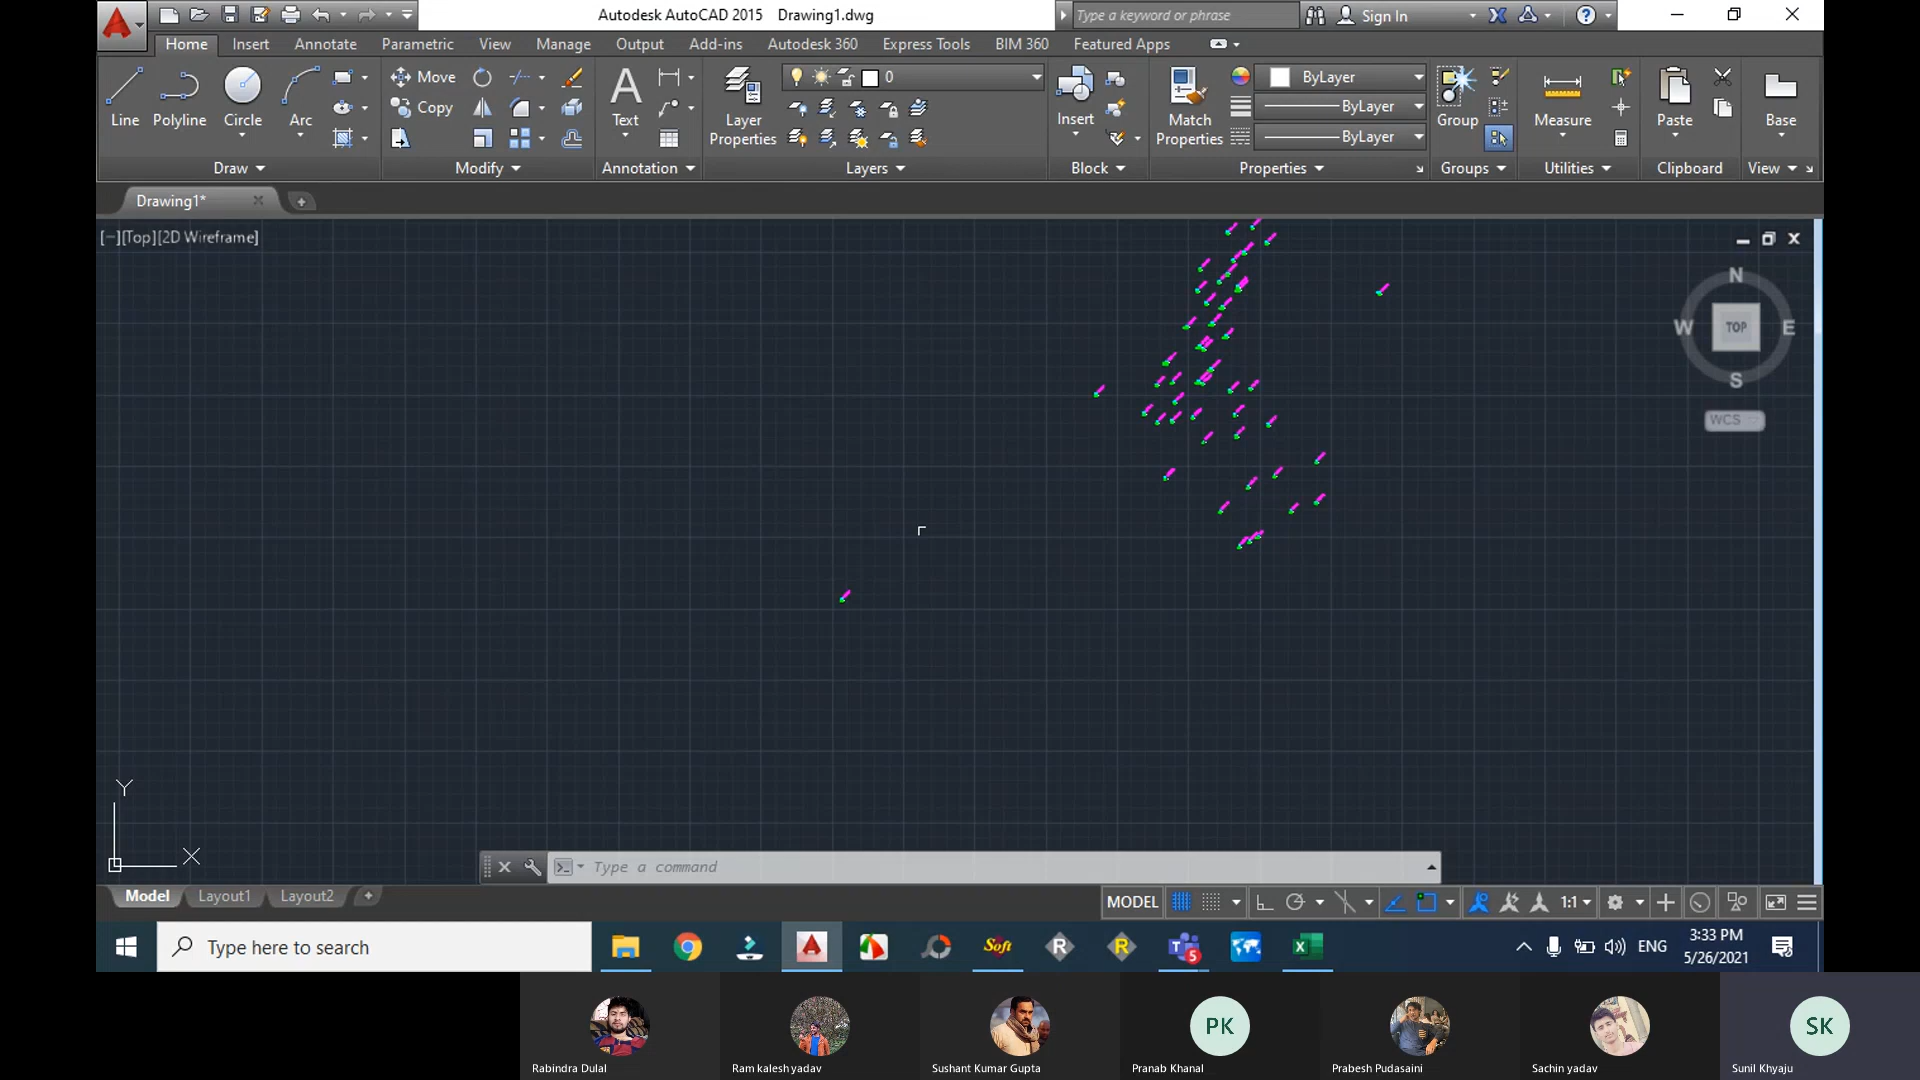 Autodesk AutoCAD 2015 Drawing1.dwg
Type a keyword or phrase
Sign In
Home Insert Annotate Parametric View Manage Output Add-ins Autodesk 360 Express Tools BIM 360 Featured Apps
Line Polyline Circle Arc
Move
Copy
Text
Layer Properties
0
Insert
Match Properties
ByLayer
ByLayer
ByLayer
Group
Measure
Paste
Base
Draw Modify Annotation Layers Block Properties Groups Utilities Clipboard View
Drawing1*
[−][Top][2D Wireframe]
N
W TOP E
S
WCS
Y
X
Type a command
Model Layout1 Layout2
MODEL 1:1
Type here to search
Soft
R
R
5
ENG
3:33 PM
5/26/2021
PK
SK
Rabindra Dulal
Ram kalesh yadav
Sushant Kumar Gupta
Pranab Khanal
Prabesh Pudasaini
Sachin yadav
Sunil Khyaju